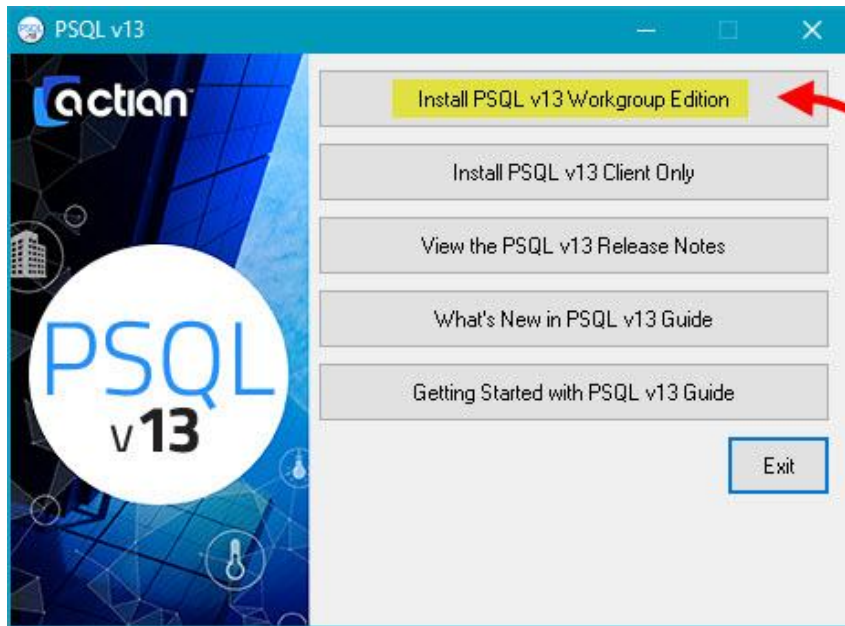 PSQL v13
actian
Install PSQL v13 Workgroup Edition
Install PSQL v13 Client Only
View the PSQL v13 Release Notes
What's New in PSQL v13 Guide
Getting Started with PSQL v13 Guide
PSQL
v13
Exit